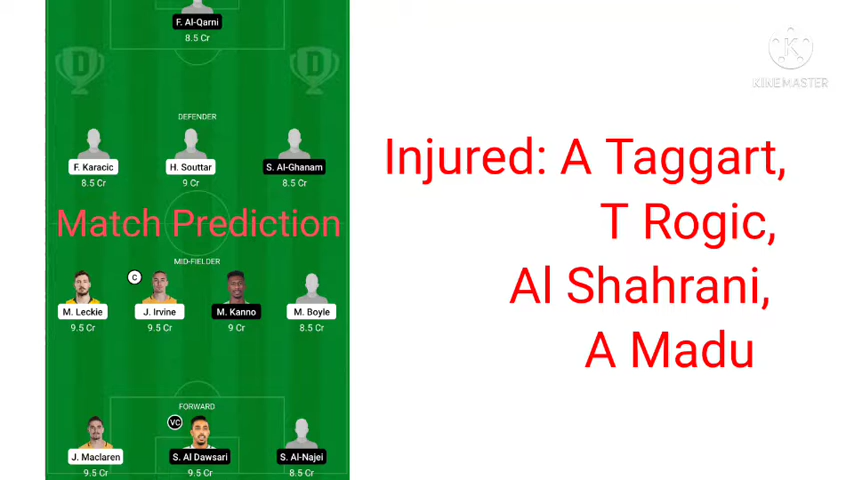 F. Al-Qarni
8.5 Cr
D
D
DEFENDER
F. Karacic
H. Souttar
S. Al-Ghanam
8.5 Cr
9 Cr
8.5 Cr
Match Prediction
MID-FIELDER
C
M. Leckie
J. Irvine
M. Kanno
M. Boyle
9.5 Cr
9.5 Cr
9 Cr
8.5 Cr
FORWARD
VC
J. Maclaren
S. Al Dawsari
S. Al-Najei
9.5 Cr
9.5 Cr
8.5 Cr
K
KINEMASTER
Injured: A Taggart,
T Rogic,
Al Shahrani,
A Madu